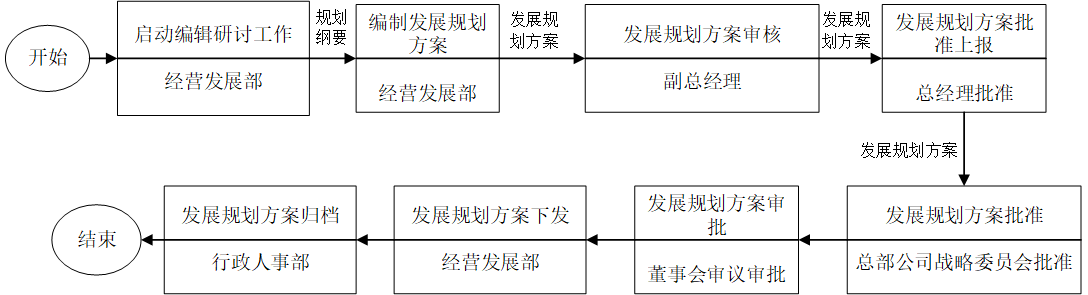 开始
启动编辑研讨工作
经营发展部
规划
纲要
编制发展规划
方案
经营发展部
发展规
划方案
发展规划方案审核
副总经理
发展规
划方案
发展规划方案批
准上报
总经理批准
发展规划方案
发展规划方案批准
总部公司战略委员会批准
发展规划方案审
批
董事会审议审批
发展规划方案下发
经营发展部
发展规划方案归档
行政人事部
结束